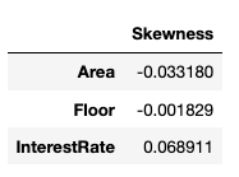 Skewness
Area -0.033180
Floor -0.001829
InterestRate 0.068911